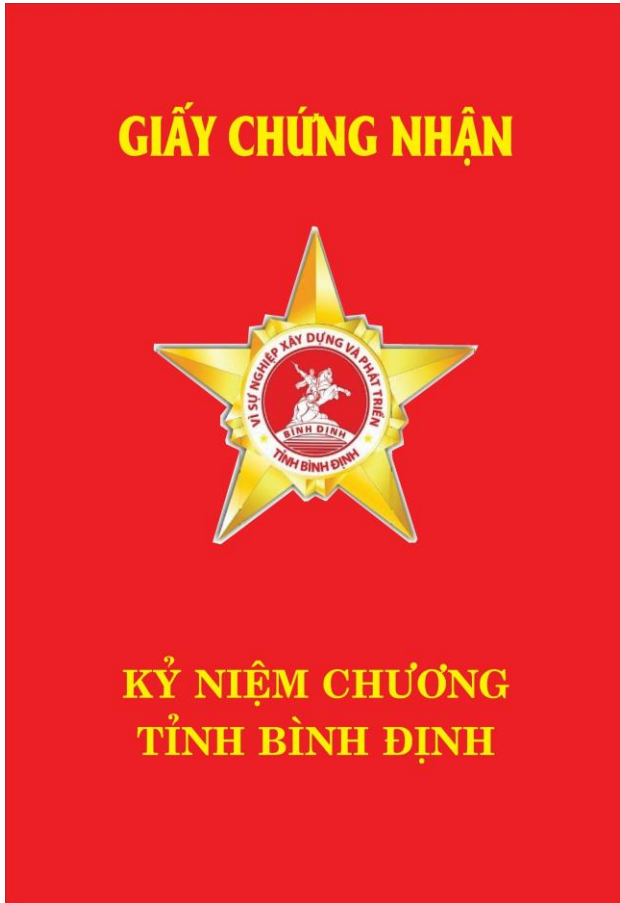 GIẤY CHỨNG NHẬN
VÌ SỰ NGHIỆP XÂY DỰNG VÀ PHÁT TRIỂN
BÌNH ĐỊNH
TỈNH BÌNH ĐỊNH
KỶ NIỆM CHƯƠNG
TỈNH BÌNH ĐỊNH